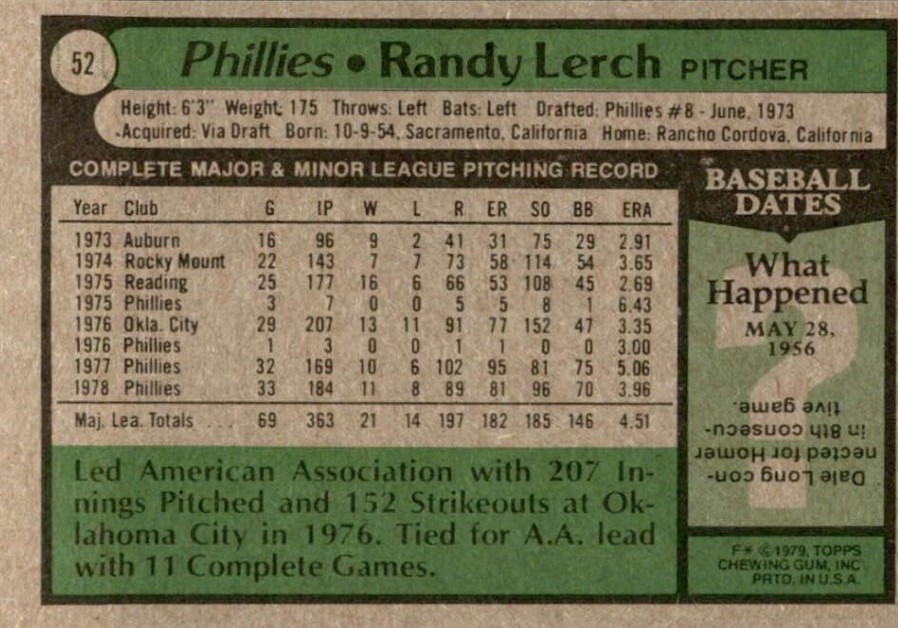 52 Phillies • Randy Lerch PITCHER
Height: 6'3" Weight: 175 Throws: Left Bats: Left Drafted: Phillies #8 - June, 1973
Acquired: Via Draft Born: 10-9-54, Sacramento, California Home: Rancho Cordova, California
COMPLETE MAJOR & MINOR LEAGUE PITCHING RECORD
Year Club G IP W L R ER SO BB ERA
1973 Auburn 16 96 9 2 41 31 75 29 2.91
1974 Rocky Mount 22 143 7 7 73 58 114 54 3.65
1975 Reading 25 177 16 6 66 53 108 45 2.69
1975 Phillies 3 7 0 0 5 5 8 1 6.43
1976 Okla. City 29 207 13 11 91 77 152 47 3.35
1976 Phillies 1 3 0 0 1 1 0 0 3.00
1977 Phillies 32 169 10 6 102 95 81 75 5.06
1978 Phillies 33 184 11 8 89 81 96 70 3.96
Maj. Lea. Totals ... 69 363 21 14 197 182 185 146 4.51
Led American Association with 207 In-
nings Pitched and 152 Strikeouts at Ok-
lahoma City in 1976. Tied for A.A. lead
with 11 Complete Games.
BASEBALL
DATES
What
Happened
MAY 28,
1956
Dale Long con-
nected for Homer
in 8th consecu-
tive game.
F* © 1979, TOPPS
CHEWING GUM, INC
PRTD. IN U.S.A.